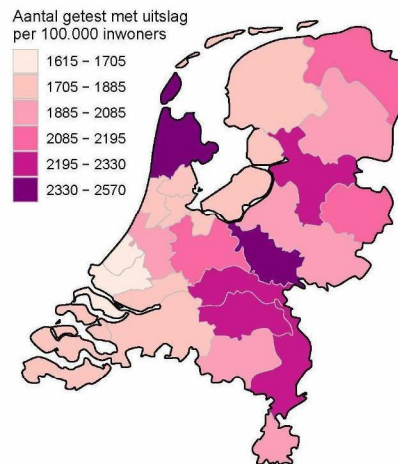 Aantal getest met uitslag
per 100.000 inwoners
1615 – 1705
1705 – 1885
1885 – 2085
2085 – 2195
2195 – 2330
2330 – 2570